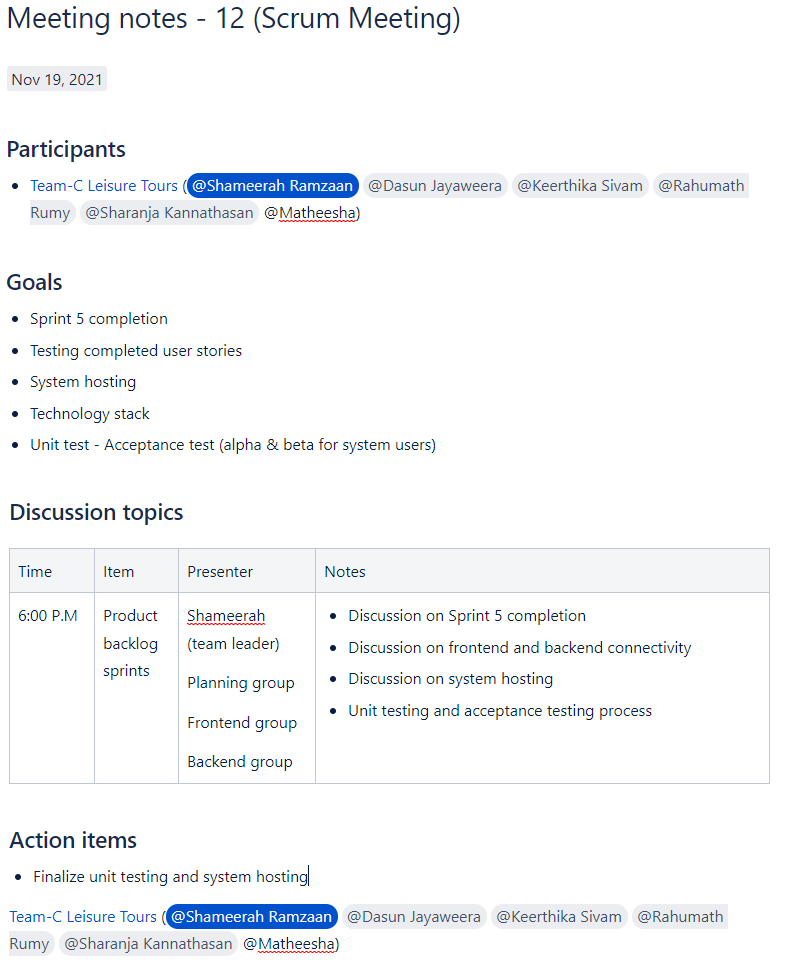 Meeting notes - 12 (Scrum Meeting)
Nov 19, 2021
Participants
• Team-C Leisure Tours (@Shameerah Ramzaan @Dasun Jayaweera @Keerthika Sivam @Rahumath
Rumy @Sharanja Kannathasan @Matheesha)
Goals
• Sprint 5 completion
• Testing completed user stories
• System hosting
• Technology stack
• Unit test - Acceptance test (alpha & beta for system users)
Discussion topics
Time Item Presenter Notes
6:00 P.M Product Shameerah • Discussion on Sprint 5 completion
backlog (team leader) • Discussion on frontend and backend connectivity
sprints Planning group • Discussion on system hosting
Frontend group • Unit testing and acceptance testing process
Backend group
Action items
• Finalize unit testing and system hosting
Team-C Leisure Tours (@Shameerah Ramzaan @Dasun Jayaweera @Keerthika Sivam @Rahumath
Rumy @Sharanja Kannathasan @Matheesha)